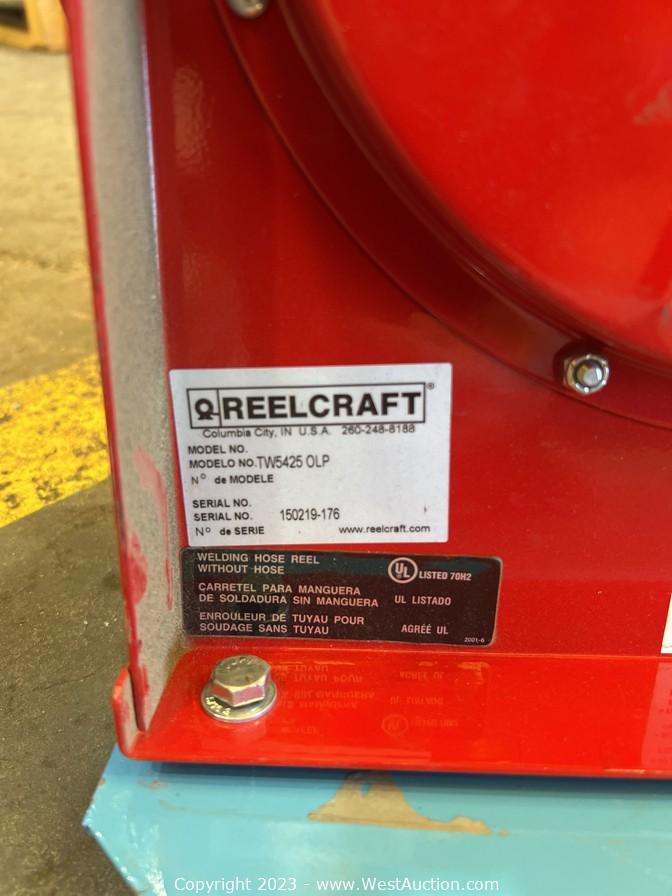 REELCRAFT®
Columbia City, IN U.S.A. 260-248-8188
MODEL NO.
MODELO NO. TW5425 OLP
Nº de MODELE
SERIAL NO.
SERIAL NO. 150219-176
Nº de SERIE www.reelcraft.com
WELDING HOSE REEL
WITHOUT HOSE
UL LISTED 70H2
CARRETEL PARA MANGUERA
DE SOLDADURA SIN MANGUERA UL LISTADO
ENROULEUR DE TUYAU POUR
SOUDAGE SANS TUYAU AGRÉÉ UL
2001-6
Copyright 2023 - www.WestAuction.com